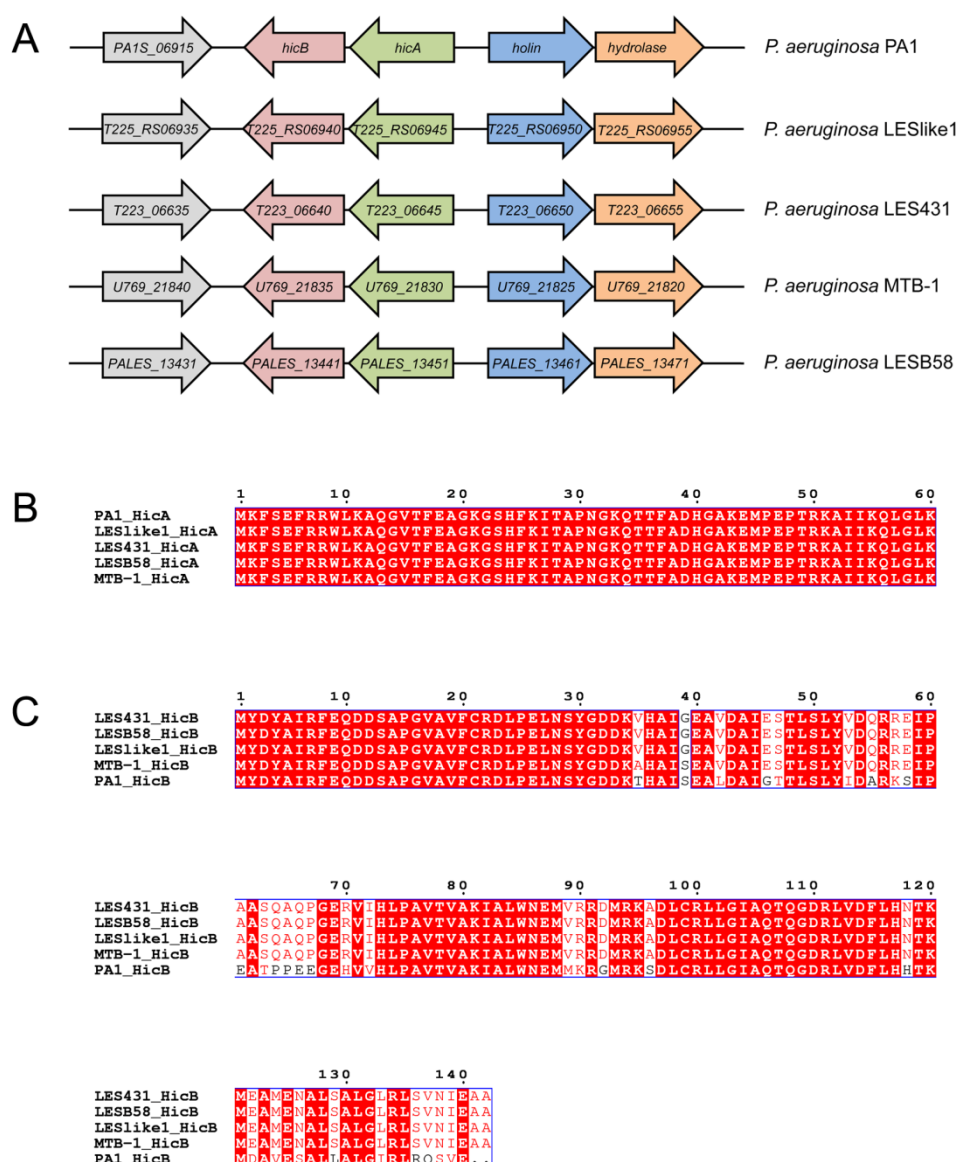 A
PA1S_06915 hicB hicA holin hydrolase P. aeruginosa PA1
T225_RS06935 T225_RS06940 T225_RS06945 T225_RS06950 T225_RS06955 P. aeruginosa LESlike1
T223_06635 T223_06640 T223_06645 T223_06650 T223_06655 P. aeruginosa LES431
U769_21840 U769_21835 U769_21830 U769_21825 U769_21820 P. aeruginosa MTB-1
PALES_13431 PALES_13441 PALES_13451 PALES_13461 PALES_13471 P. aeruginosa LESB58
B
1 10 20 30 40 50 60
PA1_HicA MKFSEFRRWLKAQGVTFEAGKGSHFKITAPNGKQTTFADHGAKEMPEPTRKAIIKQLGLK
LESlike1_HicA MKFSEFRRWLKAQGVTFEAGKGSHFKITAPNGKQTTFADHGAKEMPEPTRKAIIKQLGLK
LES431_HicA MKFSEFRRWLKAQGVTFEAGKGSHFKITAPNGKQTTFADHGAKEMPEPTRKAIIKQLGLK
LESB58_HicA MKFSEFRRWLKAQGVTFEAGKGSHFKITAPNGKQTTFADHGAKEMPEPTRKAIIKQLGLK
MTB-1_HicA MKFSEFRRWLKAQGVTFEAGKGSHFKITAPNGKQTTFADHGAKEMPEPTRKAIIKQLGLK
C
1 10 20 30 40 50 60
LES431_HicB MYDYAIRFEQDDSAPGVAVFCRDLPELNSYGDDKVHAIGEAVDAIESTLSLYVDQRREIP
LESB58_HicB MYDYAIRFEQDDSAPGVAVFCRDLPELNSYGDDKVHAIGEAVDAIESTLSLYVDQRREIP
LESlike1_HicB MYDYAIRFEQDDSAPGVAVFCRDLPELNSYGDDKVHAIGEAVDAIESTLSLYVDQRREIP
MTB-1_HicB MYDYAIRFEQDDSAPGVAVFCRDLPELNSYGDDKAHAISEAVDAIESTLSLYVDQRREIP
PA1_HicB MYDYAIRFEQDDSAPGVAVFCRDLPELNSYGDDKTHAISEALDAIGTTLSLYIDARKSIP
70 80 90 100 110 120
LES431_HicB AASQAQPGERVIHLPAVTVAKIALWNEMVRRDMRKADLCRLLGIAQTQGDRLVDFLHNTK
LESB58_HicB AASQAQPGERVIHLPAVTVAKIALWNEMVRRDMRKADLCRLLGIAQTQGDRLVDFLHNTK
LESlike1_HicB AASQAQPGERVIHLPAVTVAKIALWNEMVRRDMRKADLCRLLGIAQTQGDRLVDFLHNTK
MTB-1_HicB AASQAQPGERVIHLPAVTVAKIALWNEMVRRDMRKADLCRLLGIAQTQGDRLVDFLHNTK
PA1_HicB EATPPEEGEHVVHLPAVTVAKIALWNEMMKRGMRKSDLCRLLGIAQTQGDRLVDFLHHTK
130 140
LES431_HicB MEAMENALSALGLRLSVNIEAA
LESB58_HicB MEAMENALSALGLRLSVNIEAA
LESlike1_HicB MEAMENALSALGLRLSVNIEAA
MTB-1_HicB MEAMENALSALGLRLSVNIEAA
PA1_HicB MDAVESALLALGIRLRQSVE..